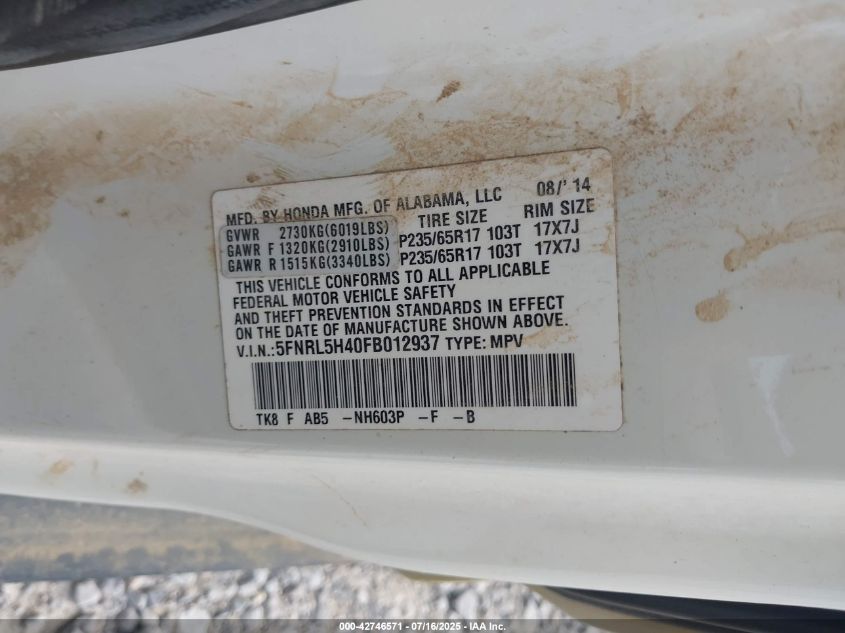 MFD. BY HONDA MFG. OF ALABAMA, LLC 08/'14
TIRE SIZE RIM SIZE
GVWR 2730KG(6019LBS)
GAWR F 1320KG(2910LBS) P235/65R17 103T 17X7J
GAWR R 1515KG(3340LBS) P235/65R17 103T 17X7J
THIS VEHICLE CONFORMS TO ALL APPLICABLE
FEDERAL MOTOR VEHICLE SAFETY
AND THEFT PREVENTION STANDARDS IN EFFECT
ON THE DATE OF MANUFACTURE SHOWN ABOVE.
V.I.N.: 5FNRL5H40FB012937 TYPE: MPV
TK8 F AB5 -NH603P -F -B
000-42746571 - 07/16/2025 - IAA Inc.